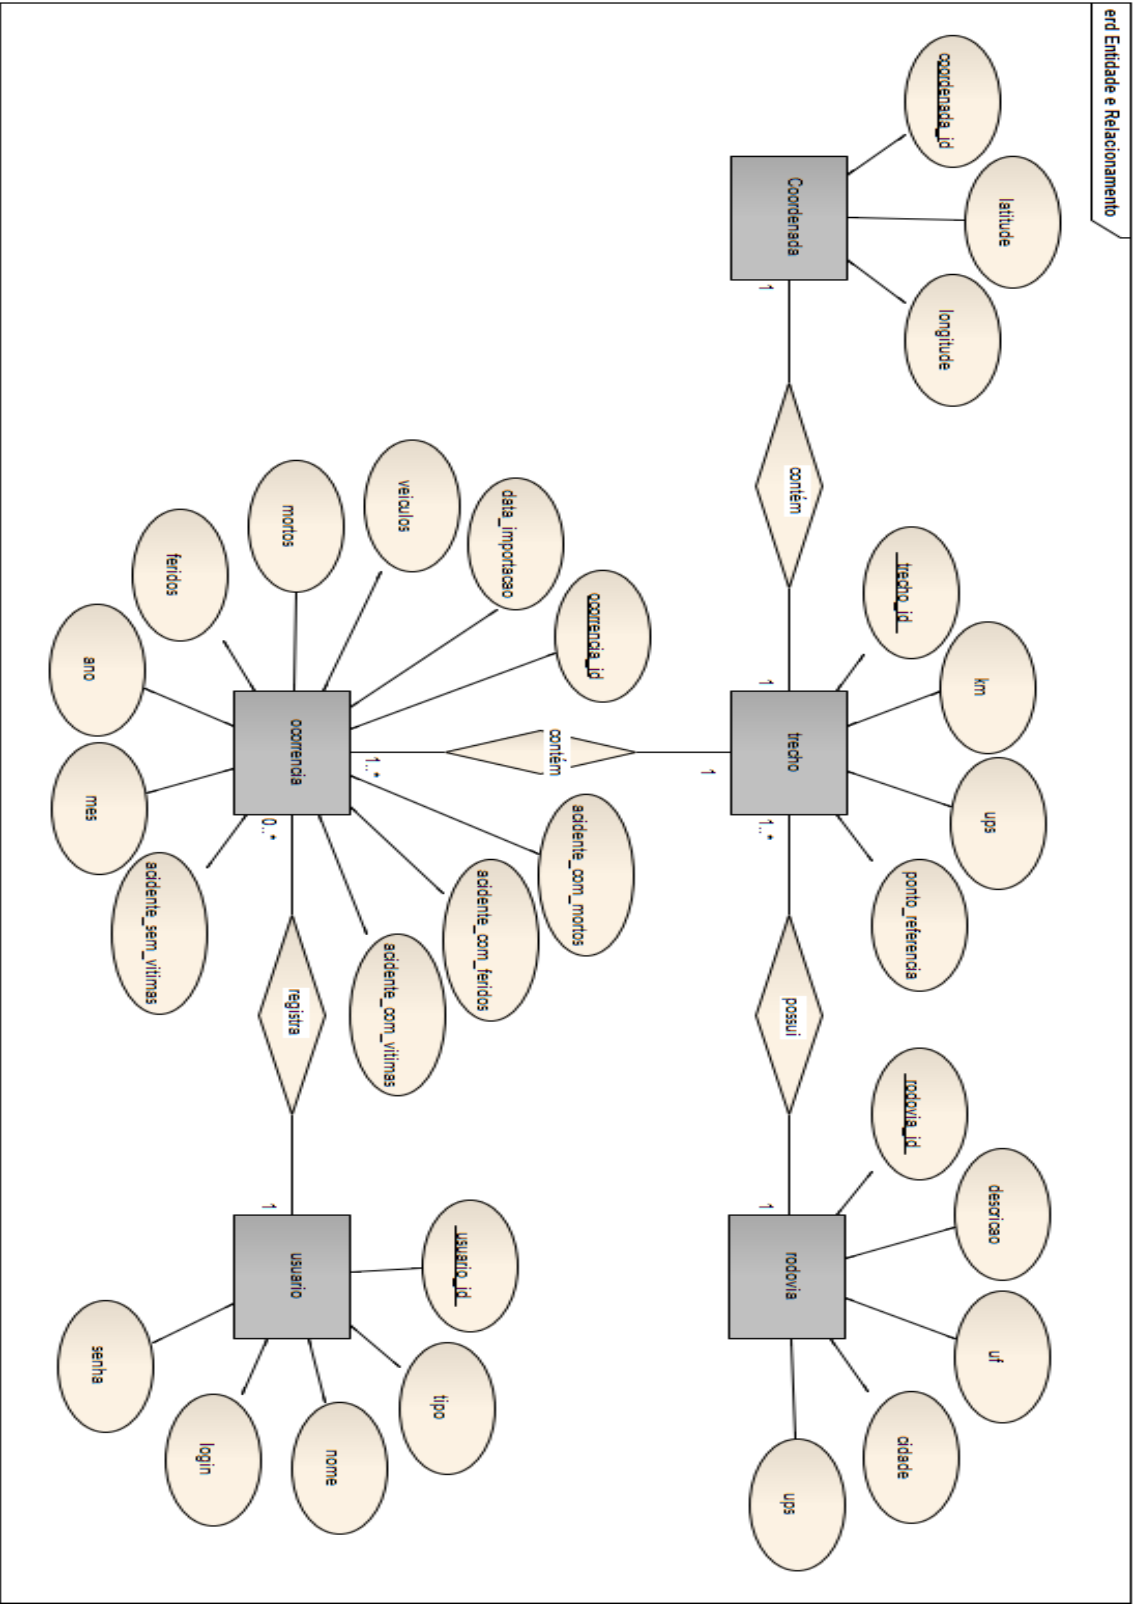 erd Entidade e Relacionamento
coordenada_id
latitude
longitude
Coordenada
1
contém
1
trecho_id
km
ups
ponto_referencia
trecho
1..*
possui
1
rodovia_id
descricao
uf
cidade
ups
rodovia
1
contém
1..*
ocorrencia_id
data_importacao
veiculos
mortos
feridos
ano
mes
acidente_sem_vitimas
acidente_com_vitimas
acidente_com_feridos
acidente_com_mortos
ocorrencia
0..*
registra
1
usuario_id
tipo
nome
login
senha
usuario